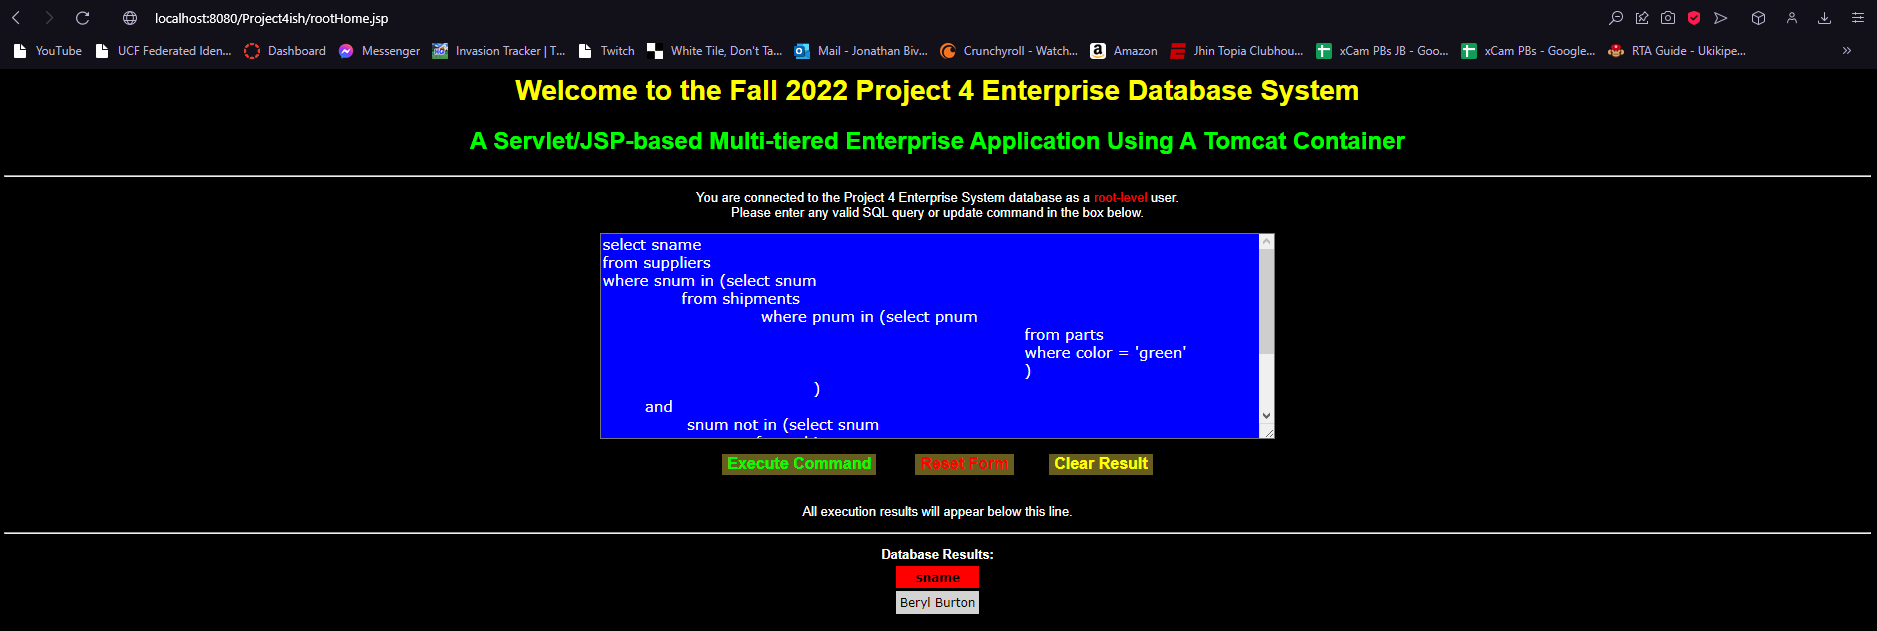 localhost:8080/Project4ish/rootHome.jsp
YouTube UCF Federated Iden... Dashboard Messenger Invasion Tracker | T... Twitch White Tile, Don't Ta... Mail - Jonathan Biv... Crunchyroll - Watch... Amazon Jhin Topia Clubhou... xCam PBs JB - Goo... xCam PBs - Google... RTA Guide - Ukikipe... »
Welcome to the Fall 2022 Project 4 Enterprise Database System
A Servlet/JSP-based Multi-tiered Enterprise Application Using A Tomcat Container
You are connected to the Project 4 Enterprise System database as a root-level user.
Please enter any valid SQL query or update command in the box below.
select sname
from suppliers
where snum in (select snum
from shipments
where pnum in (select pnum
from parts
where color = 'green'
)
)
and
snum not in (select snum
Execute Command Reset Form Clear Result
All execution results will appear below this line.
Database Results:
sname
Beryl Burton